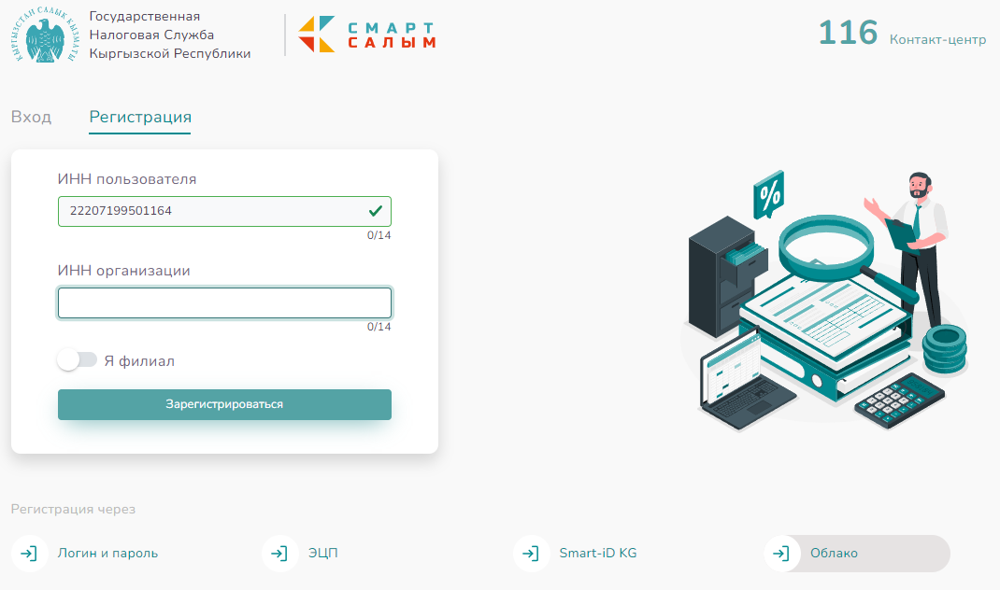 КЫРГЫЗСТАН САЛЫК КЫЗМАТЫ
Государственная
Налоговая Служба
Кыргызской Республики
СМАРТ
САЛЫМ
116 Контакт-центр
Вход Регистрация
ИНН пользователя
22207199501164
0/14
ИНН организации
0/14
Я филиал
Зарегистрироваться
%
Регистрация через
Логин и пароль ЭЦП Smart-iD KG Облако